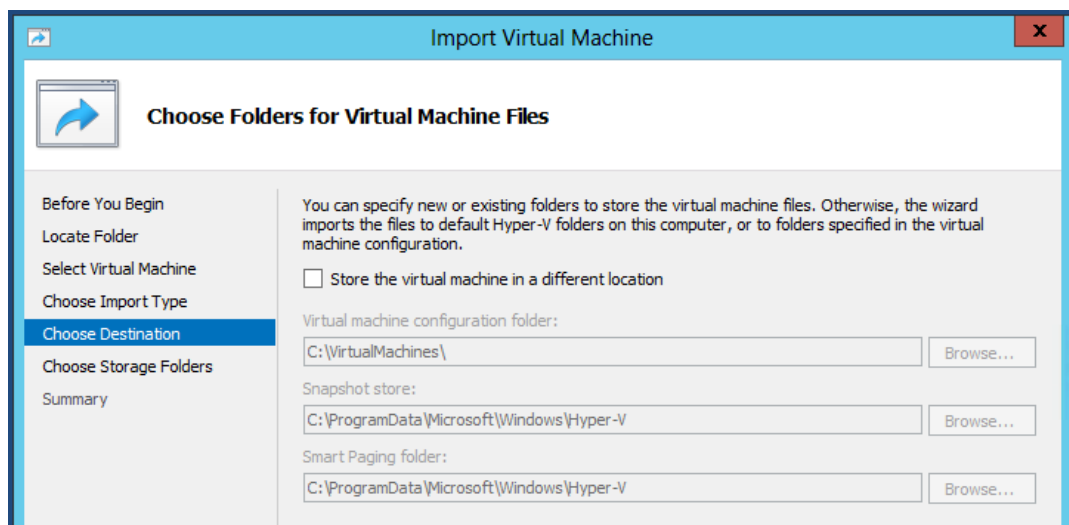 Import Virtual Machine
x
Choose Folders for Virtual Machine Files
Before You Begin
Locate Folder
Select Virtual Machine
Choose Import Type
Choose Destination
Choose Storage Folders
Summary
You can specify new or existing folders to store the virtual machine files. Otherwise, the wizard
imports the files to default Hyper-V folders on this computer, or to folders specified in the virtual
machine configuration.
Store the virtual machine in a different location
Virtual machine configuration folder:
C:\VirtualMachines\
Browse...
Snapshot store:
C:\ProgramData\Microsoft\Windows\Hyper-V
Browse...
Smart Paging folder:
C:\ProgramData\Microsoft\Windows\Hyper-V
Browse...